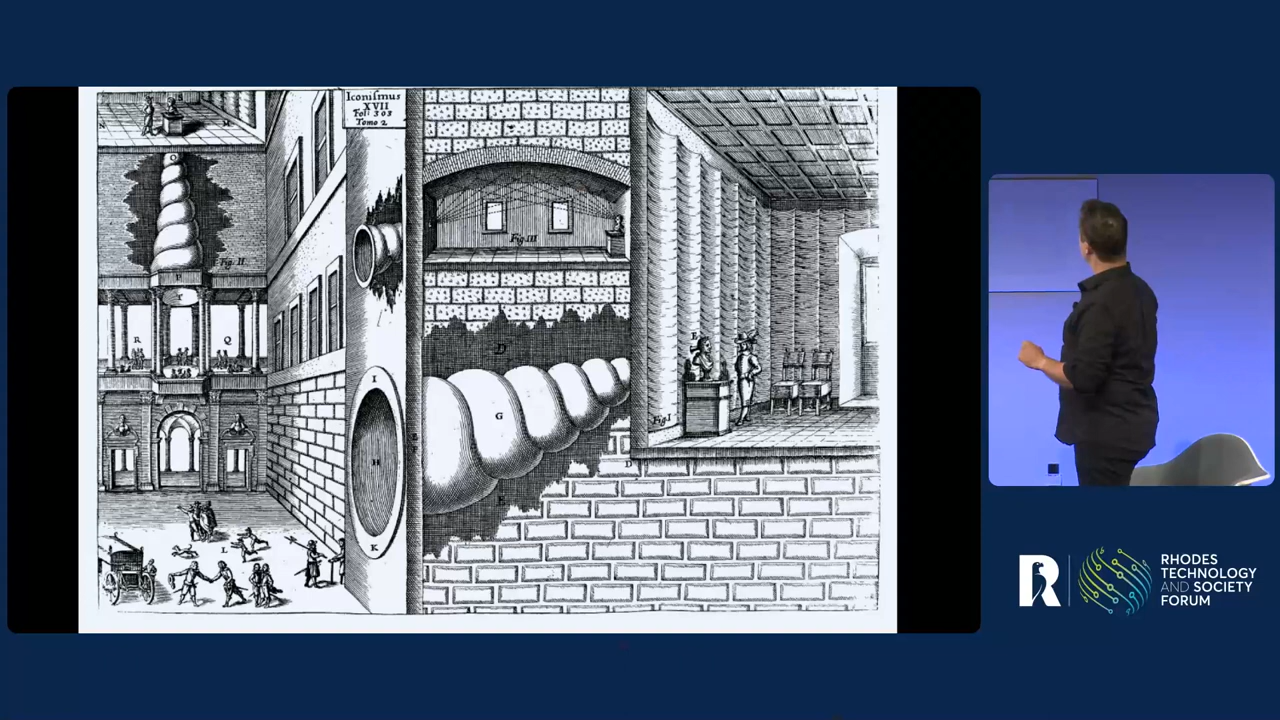 Iconiſmus
XVII
Fol: 303
Tomo 2
M
O
Fig II
P
T
R
Q
I
H
K
L
Fig III
D
G
E
Fig I
D
R
RHODES
TECHNOLOGY
AND SOCIETY
FORUM